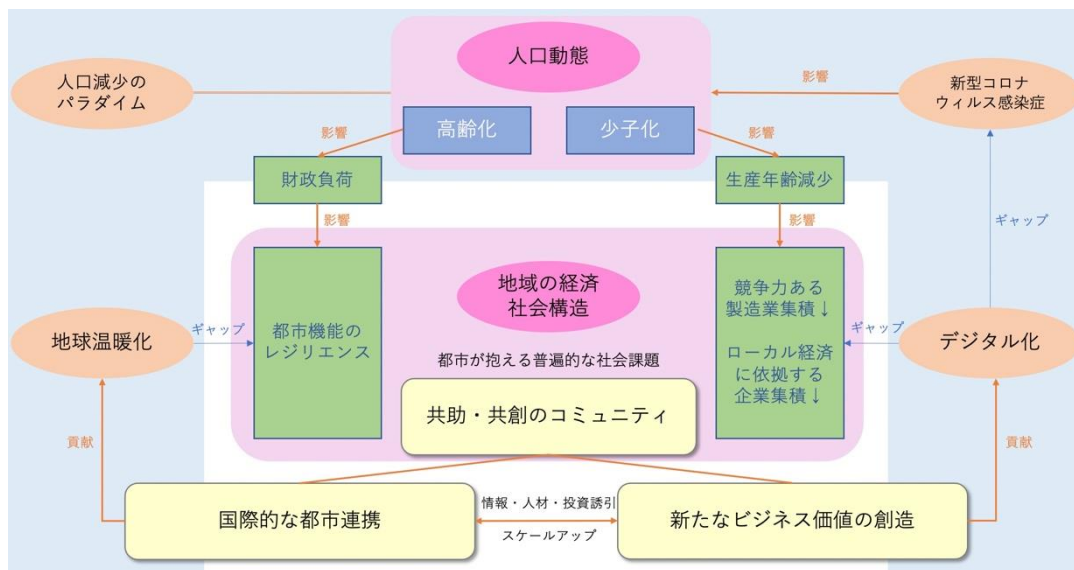 人口動態
人口減少の
パラダイム
影響
新型コロナ
ウィルス感染症
高齢化
少子化
影響
影響
財政負荷
生産年齢減少
影響
影響
ギャップ
地域の経済
社会構造
競争力ある
製造業集積↓
都市機能の
レジリエンス
ローカル経済
に依拠する
企業集積↓
地球温暖化
ギャップ
ギャップ
デジタル化
都市が抱える普遍的な社会課題
共助・共創のコミュニティ
貢献
貢献
国際的な都市連携
情報・人材・投資誘引
スケールアップ
新たなビジネス価値の創造